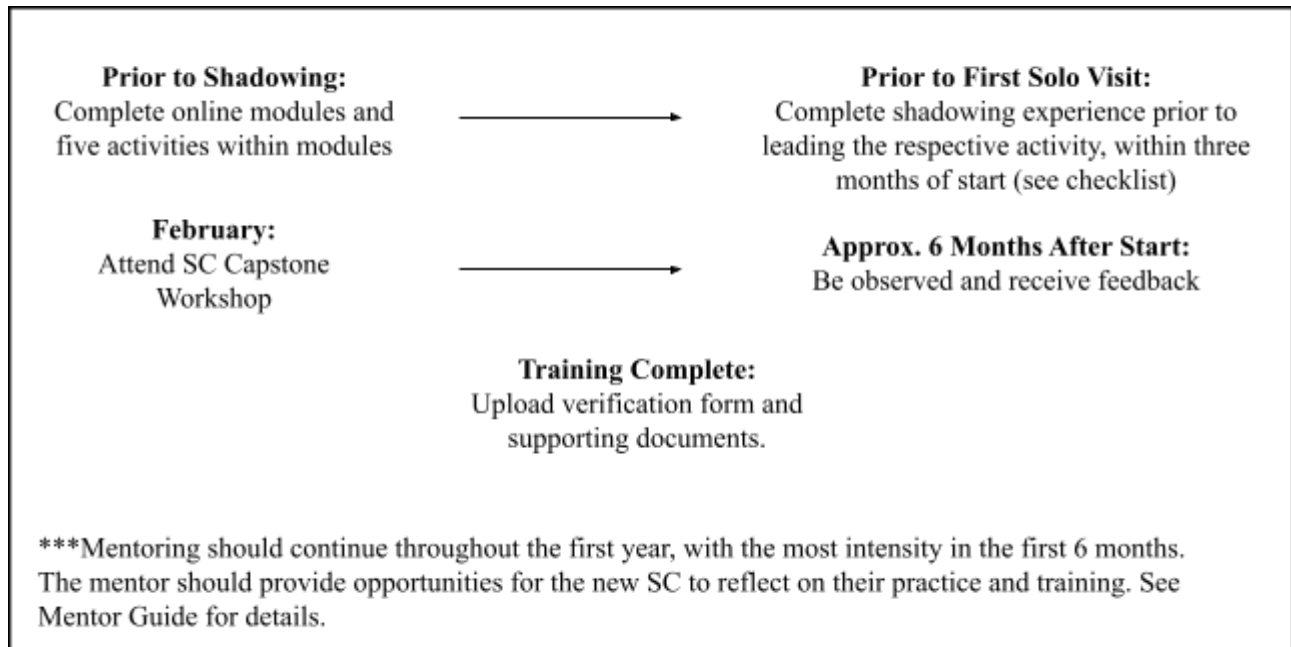 Prior to Shadowing:
Complete online modules and
five activities within modules
Prior to First Solo Visit:
Complete shadowing experience prior to
leading the respective activity, within three
months of start (see checklist)
February:
Attend SC Capstone
Workshop
Approx. 6 Months After Start:
Be observed and receive feedback
Training Complete:
Upload verification form and
supporting documents.
***Mentoring should continue throughout the first year, with the most intensity in the first 6 months.
The mentor should provide opportunities for the new SC to reflect on their practice and training. See
Mentor Guide for details.